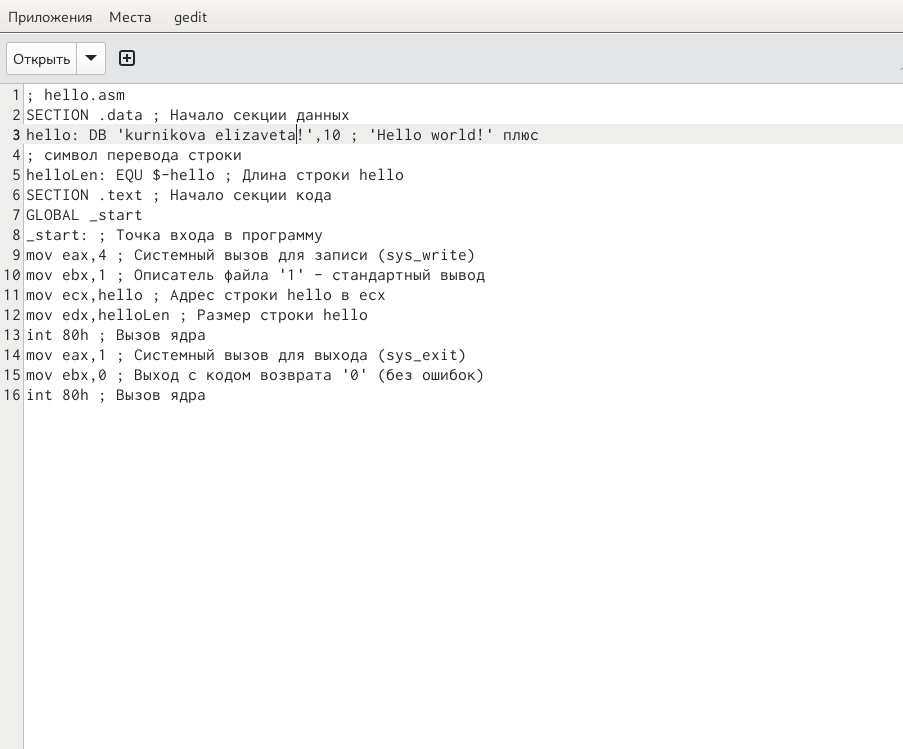 Приложения Места gedit
Открыть
1 ; hello.asm
2 SECTION .data ; Начало секции данных
3 hello: DB 'kurnikova elizaveta!',10 ; 'Hello world!' плюс
4 ; символ перевода строки
5 helloLen: EQU $-hello ; Длина строки hello
6 SECTION .text ; Начало секции кода
7 GLOBAL _start
8 _start: ; Точка входа в программу
9 mov eax,4 ; Системный вызов для записи (sys_write)
10 mov ebx,1 ; Описатель файла '1' - стандартный вывод
11 mov ecx,hello ; Адрес строки hello в ecx
12 mov edx,helloLen ; Размер строки hello
13 int 80h ; Вызов ядра
14 mov eax,1 ; Системный вызов для выхода (sys_exit)
15 mov ebx,0 ; Выход с кодом возврата '0' (без ошибок)
16 int 80h ; Вызов ядра